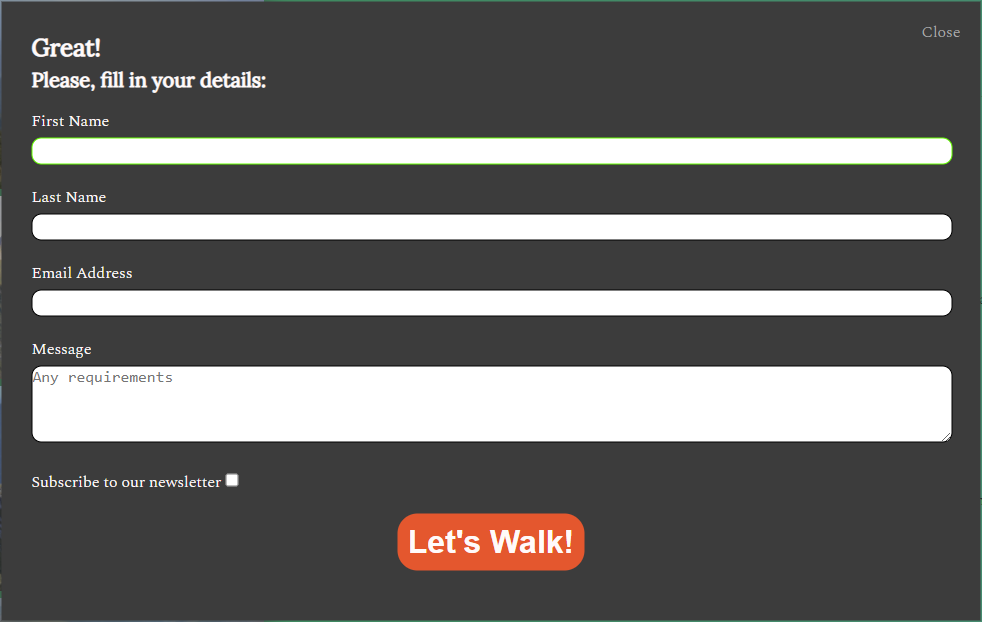 Close
Great!
Please, fill in your details:
First Name
Last Name
Email Address
Message
Any requirements
Subscribe to our newsletter
Let's Walk!